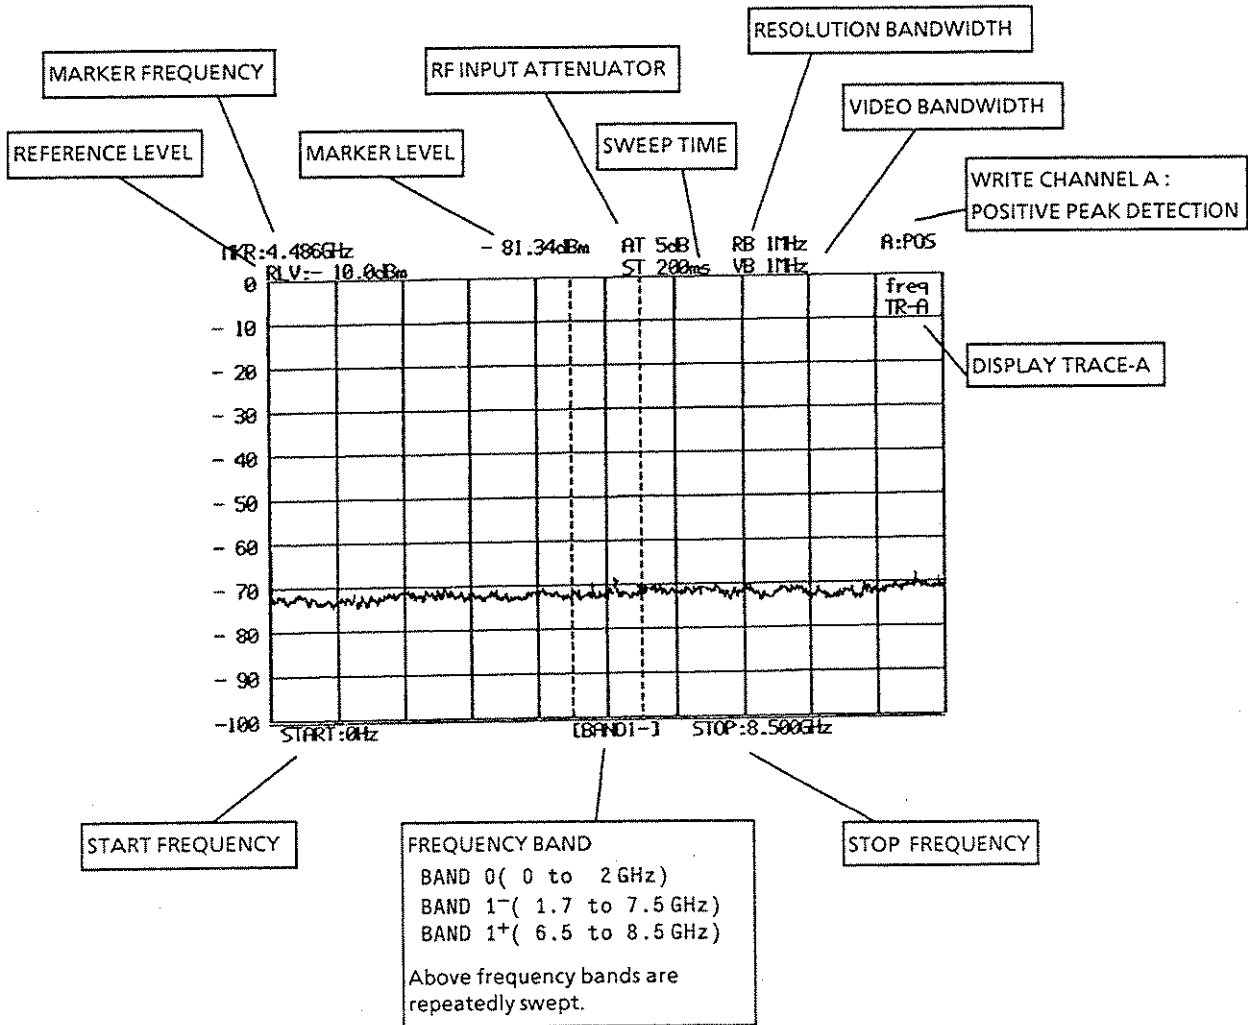 RESOLUTION BANDWIDTH
MARKER FREQUENCY
RF INPUT ATTENUATOR
VIDEO BANDWIDTH
REFERENCE LEVEL
MARKER LEVEL
SWEEP TIME
WRITE CHANNEL A :
POSITIVE PEAK DETECTION
MKR:4.486GHz
- 81.34dBm
AT 5dB
RB 1MHz
A:POS
RLV:- 10.0dBm
ST 200ms
VB 1MHz
0
freq
TR-A
- 10
- 20
DISPLAY TRACE-A
- 30
- 40
- 50
- 60
- 70
- 80
- 90
-100
START:0Hz
[BAND1-]
STOP:8.500GHz
START FREQUENCY
FREQUENCY BAND
BAND 0( 0 to 2 GHz)
BAND 1-( 1.7 to 7.5 GHz)
BAND 1+( 6.5 to 8.5 GHz)
Above frequency bands are
repeatedly swept.
STOP FREQUENCY